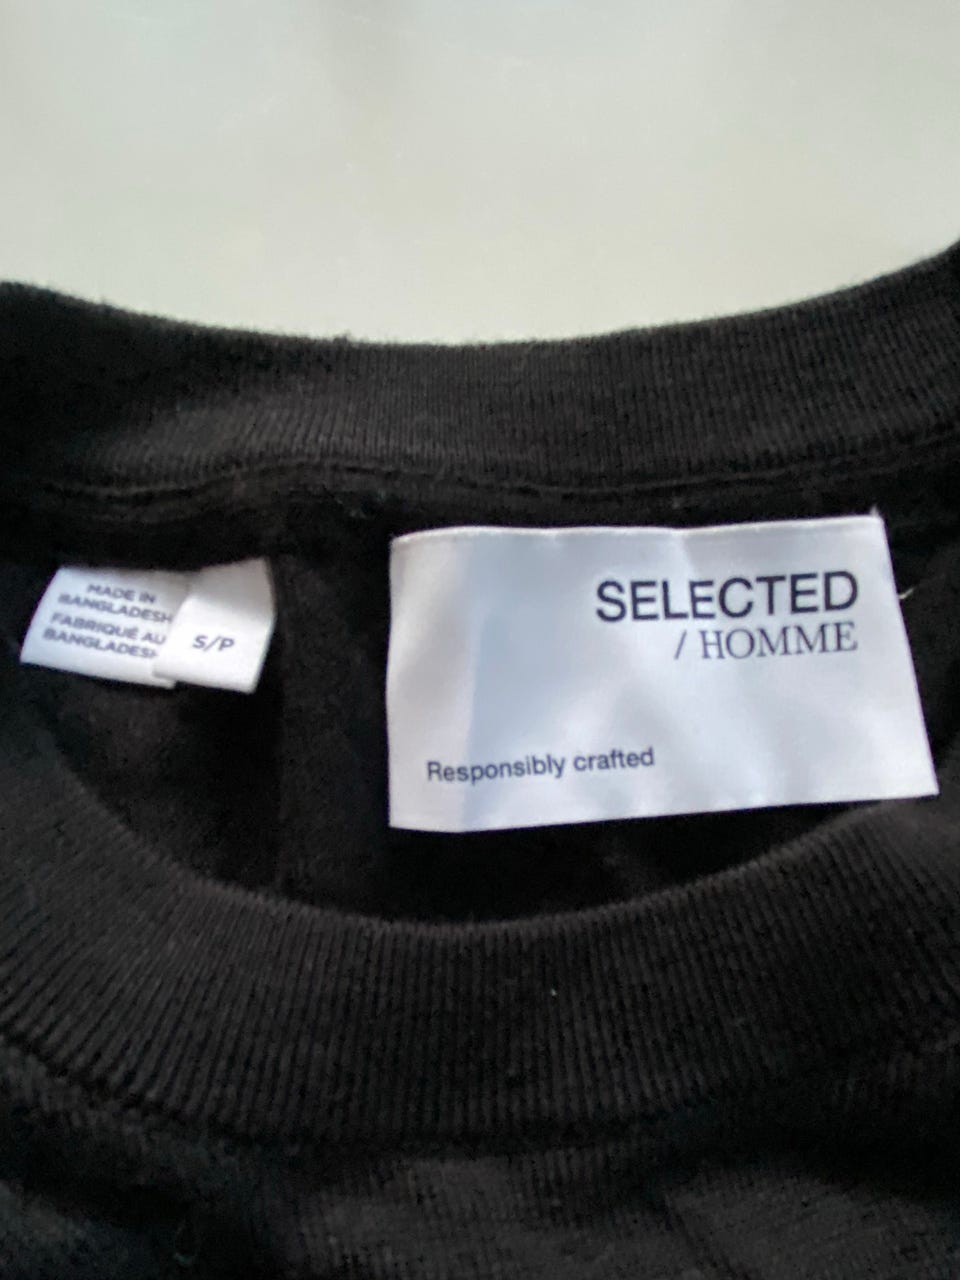 MADE IN
BANGLADESH
FABRIQUÉ AU
BANGLADESH
S/P
SELECTED
/ HOMME
Responsibly crafted